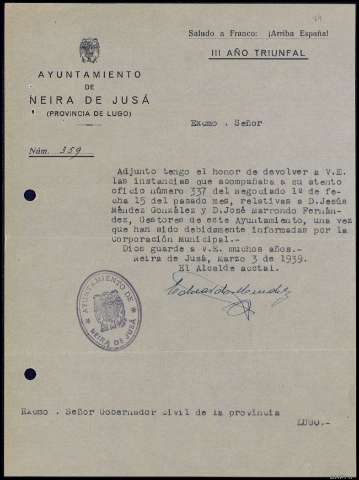 Saludo a Franco: ¡Arriba España!
III AÑO TRIUNFAL
AYUNTAMIENTO
DE
NEIRA DE JUSÁ
(PROVINCIA DE LUGO)
Núm. 359
Excmo. Señor
Adjunto tengo el honor de devolver a V.E.
las instancias que acompañaba a su atento
oficio número 337 del negociado 1º de fe-
cha 15 del pasado mes, relativas a D.Jesús
Méndez González y D.José Marrondo Fernán-
dez, Gestores de este Ayuntamiento, una vez
que han sido debidamente informadas por la
Corporación Municipal.-
Dios guarde a V.E. muchos años.-
Neira de Jusá, Marzo 3 de 1939.
El Alcalde acctal.
AYUNTAMIENTO DE
NEIRA DE JUSÁ
Excmo. Señor Gobernador Civil de la provincia
LUGO.-